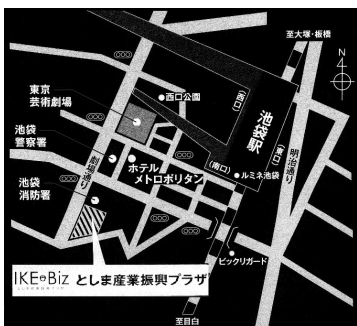 至大塚・板橋
N
東京
芸術劇場
西口公園
(西口)
池袋駅
(東口)
明治通り
池袋
警察署
(南口)
ルミネ池袋
ホテル
メトロポリタン
劇場通り
池袋
消防署
ビックリガード
IKE・Biz としま産業振興プラザ
至目白